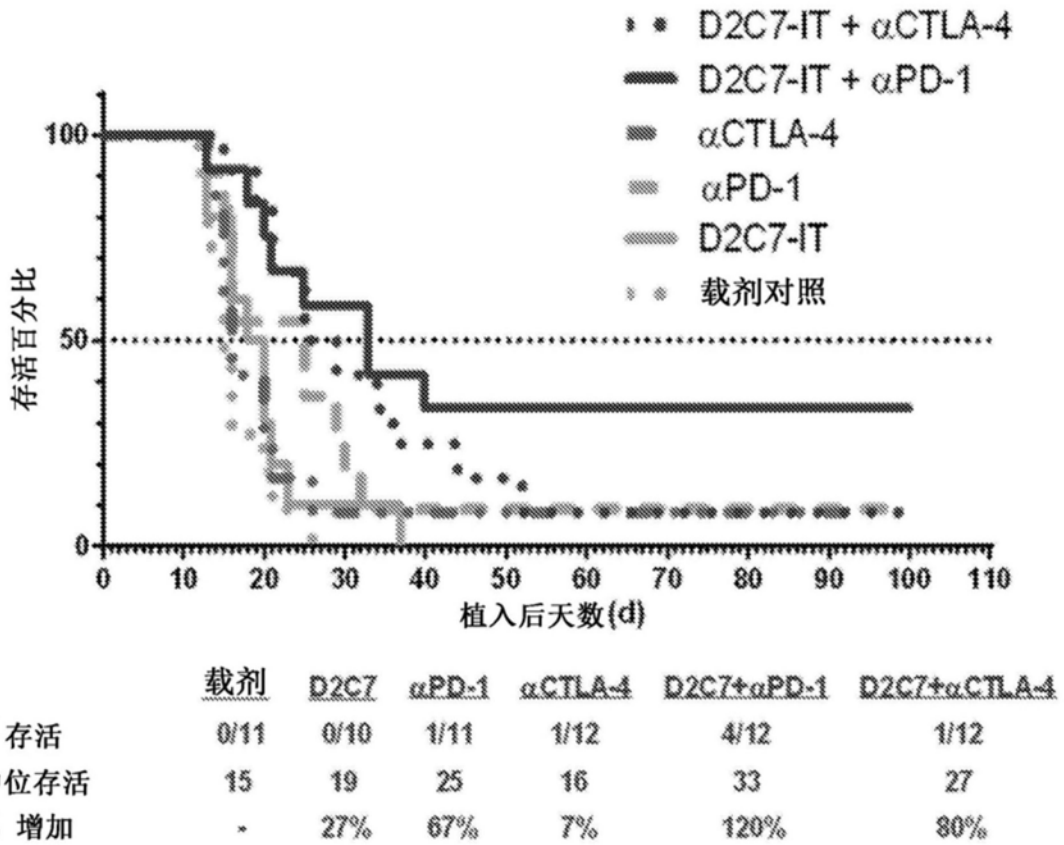 D2C7-IT + αCTLA-4
D2C7-IT + αPD-1
αCTLA-4
αPD-1
D2C7-IT
载剂对照
100
50
0
存活百分比
0 10 20 30 40 50 60 70 80 90 100 110
植入后天数(d)
载剂 D2C7 αPD-1 αCTLA-4 D2C7+αPD-1 D2C7+αCTLA-4
存活 0/11 0/10 1/11 1/12 4/12 1/12
位存活 15 19 25 16 33 27
增加 - 27% 67% 7% 120% 80%